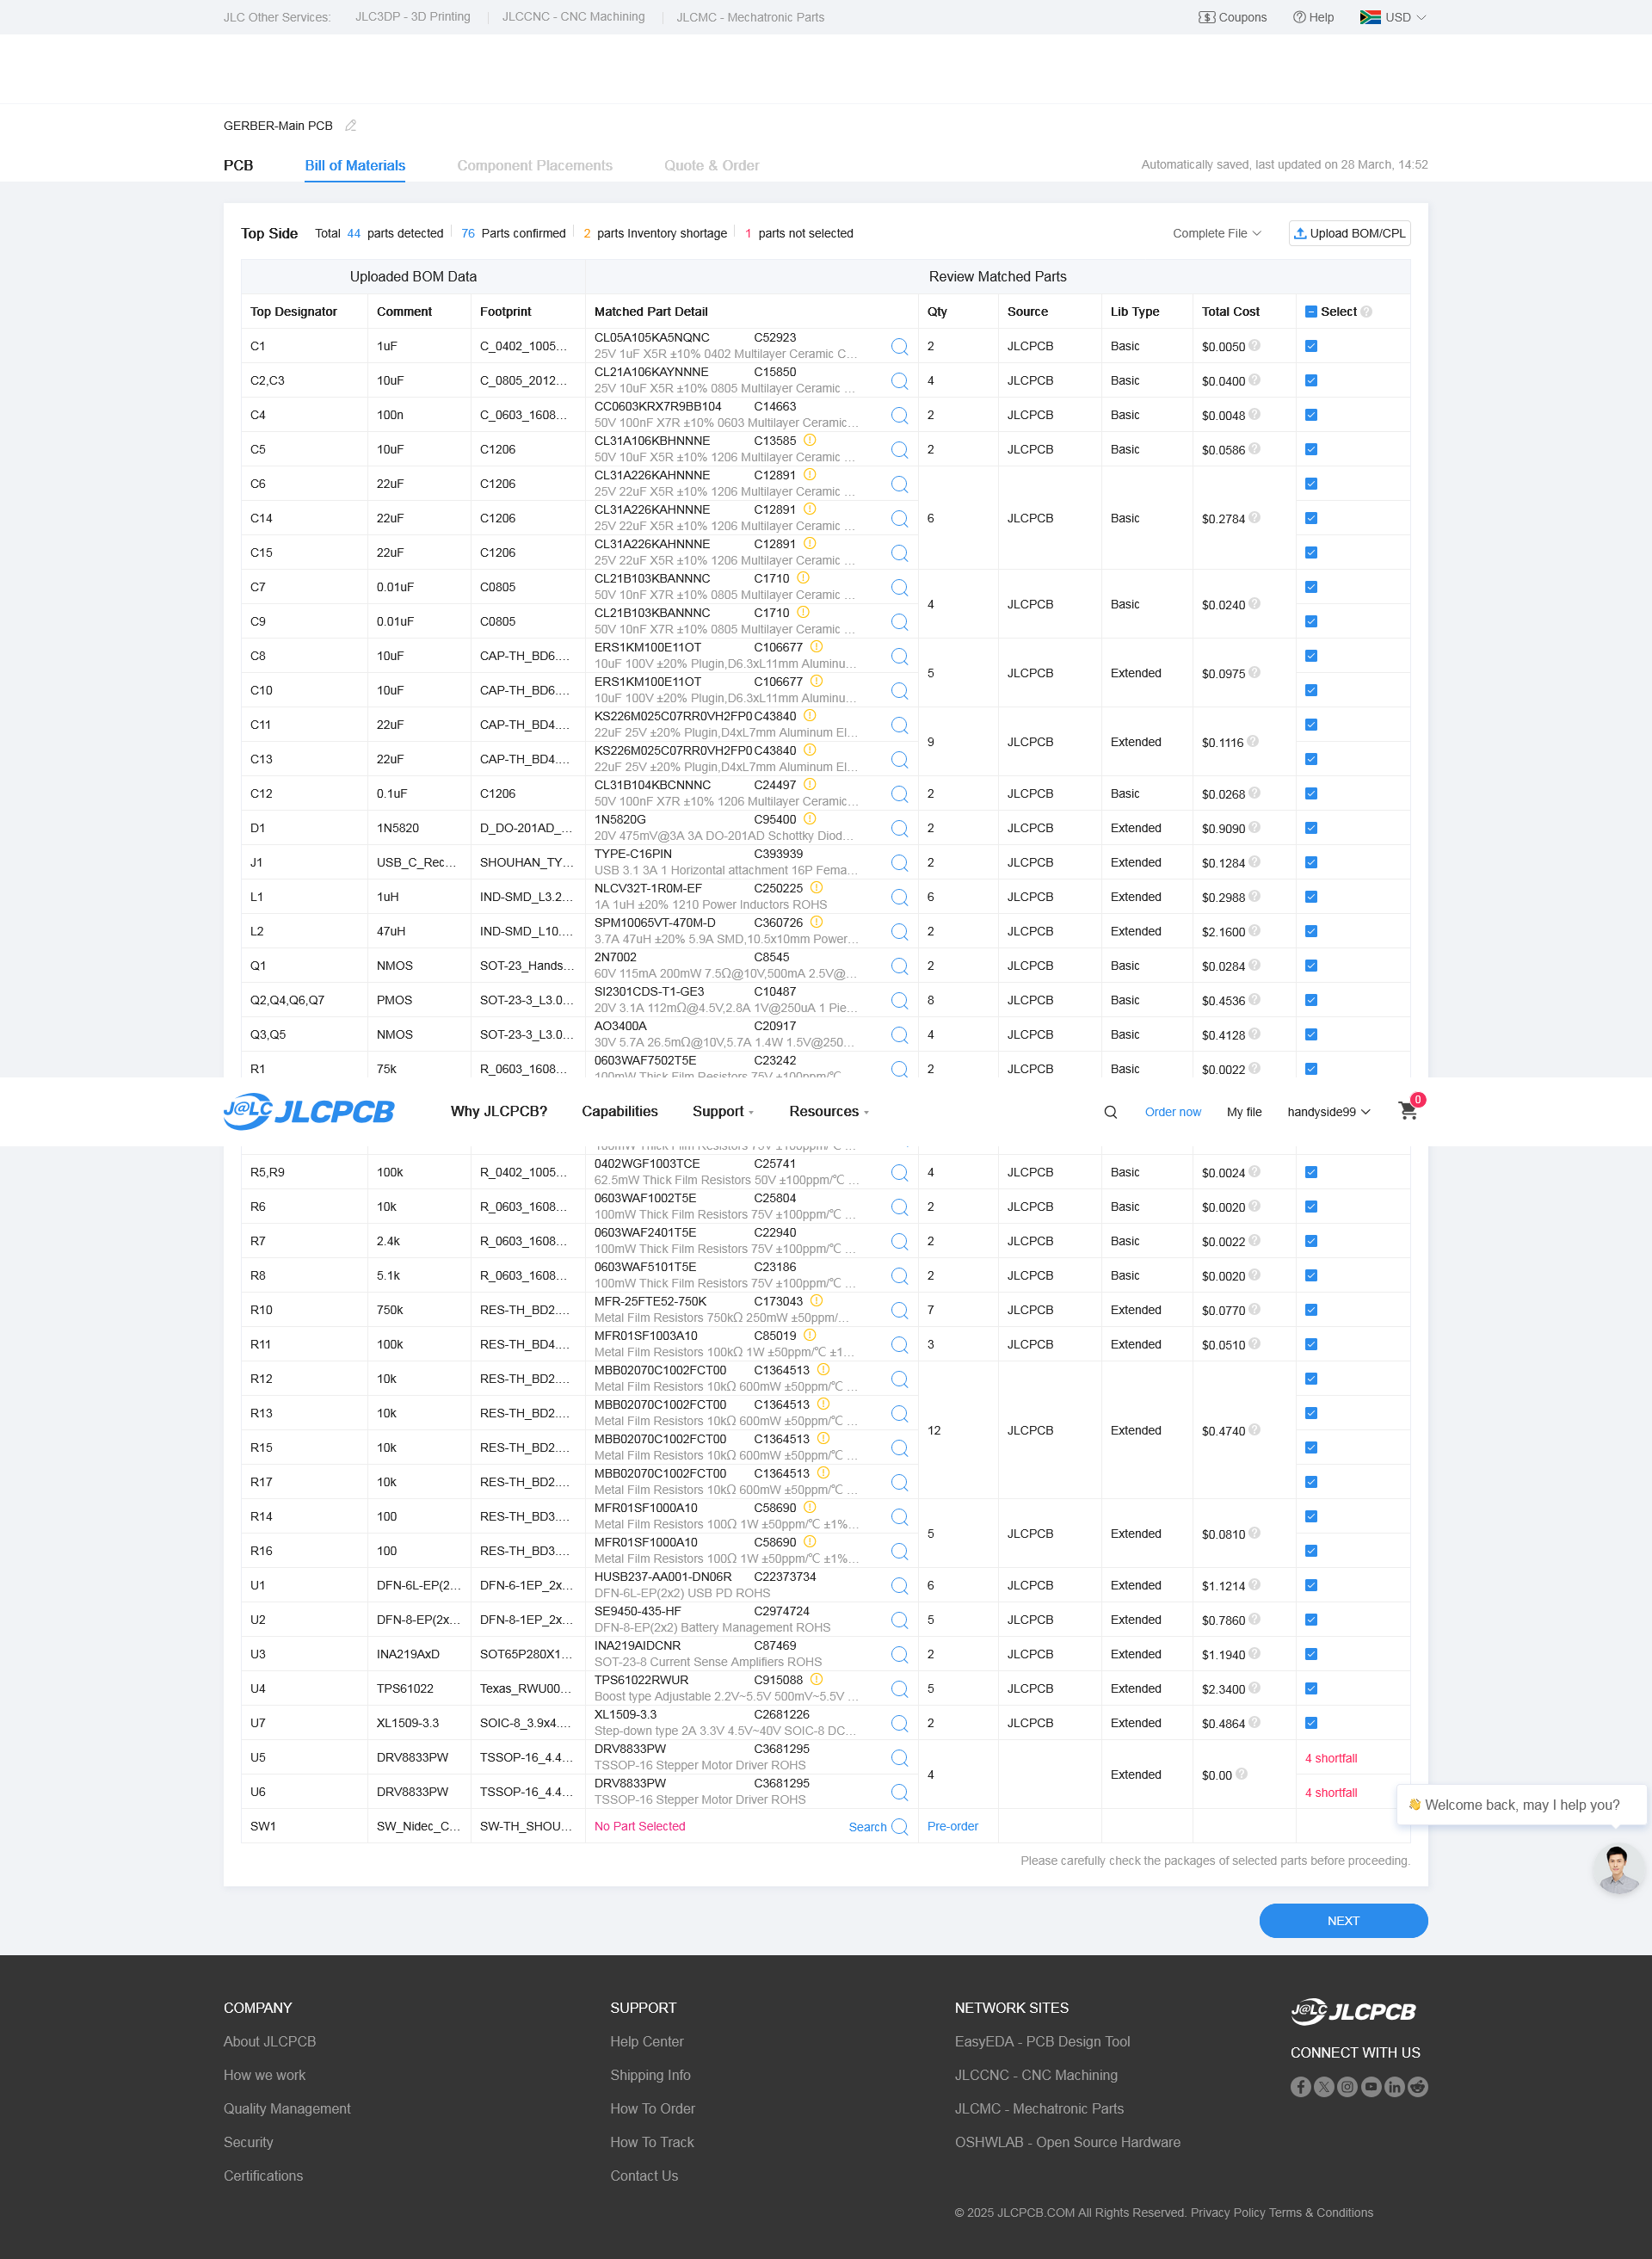 JLC Other Services: JLC3DP - 3D Printing JLCCNC - CNC Machining JLCMC - Mechatronic Parts Coupons Help USD
GERBER-Main PCB
PCB Bill of Materials Component Placements Quote & Order Automatically saved, last updated on 28 March, 14:52
Top Side Total 44 parts detected 76 Parts confirmed 2 parts Inventory shortage 1 parts not selected Complete File Upload BOM/CPL
Uploaded BOM Data Review Matched Parts
Top Designator Comment Footprint Matched Part Detail Qty Source Lib Type Total Cost Select
C1 1uF C_0402_1005... CL05A105KA5NQNC C52923 2 JLCPCB Basic $0.0050
25V 1uF X5R ±10% 0402 Multilayer Ceramic C...
C2,C3 10uF C_0805_2012... CL21A106KAYNNNE C15850 4 JLCPCB Basic $0.0400
25V 10uF X5R ±10% 0805 Multilayer Ceramic ...
C4 100n C_0603_1608... CC0603KRX7R9BB104 C14663 2 JLCPCB Basic $0.0048
50V 100nF X7R ±10% 0603 Multilayer Ceramic...
C5 10uF C1206 CL31A106KBHNNNE C13585 2 JLCPCB Basic $0.0586
50V 10uF X5R ±10% 1206 Multilayer Ceramic ...
C6 22uF C1206 CL31A226KAHNNNE C12891
25V 22uF X5R ±10% 1206 Multilayer Ceramic ...
C14 22uF C1206 CL31A226KAHNNNE C12891 6 JLCPCB Basic $0.2784
25V 22uF X5R ±10% 1206 Multilayer Ceramic ...
C15 22uF C1206 CL31A226KAHNNNE C12891
25V 22uF X5R ±10% 1206 Multilayer Ceramic ...
C7 0.01uF C0805 CL21B103KBANNNC C1710 4 JLCPCB Basic $0.0240
50V 10nF X7R ±10% 0805 Multilayer Ceramic ...
C9 0.01uF C0805 CL21B103KBANNNC C1710
50V 10nF X7R ±10% 0805 Multilayer Ceramic ...
C8 10uF CAP-TH_BD6.... ERS1KM100E11OT C106677 5 JLCPCB Extended $0.0975
10uF 100V ±20% Plugin,D6.3xL11mm Aluminu...
C10 10uF CAP-TH_BD6.... ERS1KM100E11OT C106677
10uF 100V ±20% Plugin,D6.3xL11mm Aluminu...
C11 22uF CAP-TH_BD4.... KS226M025C07RR0VH2FP0 C43840 9 JLCPCB Extended $0.1116
22uF 25V ±20% Plugin,D4xL7mm Aluminum El...
C13 22uF CAP-TH_BD4.... KS226M025C07RR0VH2FP0 C43840
22uF 25V ±20% Plugin,D4xL7mm Aluminum El...
C12 0.1uF C1206 CL31B104KBCNNNC C24497 2 JLCPCB Basic $0.0268
50V 100nF X7R ±10% 1206 Multilayer Ceramic...
D1 1N5820 D_DO-201AD_... 1N5820G C95400 2 JLCPCB Extended $0.9090
20V 475mV@3A 3A DO-201AD Schottky Diod...
J1 USB_C_Rec... SHOUHAN_TY... TYPE-C16PIN C393939 2 JLCPCB Extended $0.1284
USB 3.1 3A 1 Horizontal attachment 16P Fema...
L1 1uH IND-SMD_L3.2... NLCV32T-1R0M-EF C250225 6 JLCPCB Extended $0.2988
1A 1uH ±20% 1210 Power Inductors ROHS
L2 47uH IND-SMD_L10.... SPM10065VT-470M-D C360726 2 JLCPCB Extended $2.1600
3.7A 47uH ±20% 5.9A SMD,10.5x10mm Power...
Q1 NMOS SOT-23_Hands... 2N7002 C8545 2 JLCPCB Basic $0.0284
60V 115mA 200mW 7.5Ω@10V,500mA 2.5V@...
Q2,Q4,Q6,Q7 PMOS SOT-23-3_L3.0... SI2301CDS-T1-GE3 C10487 8 JLCPCB Basic $0.4536
20V 3.1A 112mΩ@4.5V,2.8A 1V@250uA 1 Pie...
Q3,Q5 NMOS SOT-23-3_L3.0... AO3400A C20917 4 JLCPCB Basic $0.4128
30V 5.7A 26.5mΩ@10V,5.7A 1.4W 1.5V@250...
R1 75k R_0603_1608... 0603WAF7502T5E C23242 2 JLCPCB Basic $0.0022
100mW Thick Film Resistors 75V ±100ppm/℃
JLCPCB Why JLCPCB? Capabilities Support Resources Order now My file handyside99 0
100mW Thick Film Resistors 75V ±100ppm/℃ ...
R5,R9 100k R_0402_1005... 0402WGF1003TCE C25741 4 JLCPCB Basic $0.0024
62.5mW Thick Film Resistors 50V ±100ppm/℃ ...
R6 10k R_0603_1608... 0603WAF1002T5E C25804 2 JLCPCB Basic $0.0020
100mW Thick Film Resistors 75V ±100ppm/℃ ...
R7 2.4k R_0603_1608... 0603WAF2401T5E C22940 2 JLCPCB Basic $0.0022
100mW Thick Film Resistors 75V ±100ppm/℃ ...
R8 5.1k R_0603_1608... 0603WAF5101T5E C23186 2 JLCPCB Basic $0.0020
100mW Thick Film Resistors 75V ±100ppm/℃ ...
R10 750k RES-TH_BD2.... MFR-25FTE52-750K C173043 7 JLCPCB Extended $0.0770
Metal Film Resistors 750kΩ 250mW ±50ppm/...
R11 100k RES-TH_BD4.... MFR01SF1003A10 C85019 3 JLCPCB Extended $0.0510
Metal Film Resistors 100kΩ 1W ±50ppm/℃ ±1...
R12 10k RES-TH_BD2.... MBB02070C1002FCT00 C1364513
Metal Film Resistors 10kΩ 600mW ±50ppm/℃ ...
R13 10k RES-TH_BD2.... MBB02070C1002FCT00 C1364513 12 JLCPCB Extended $0.4740
Metal Film Resistors 10kΩ 600mW ±50ppm/℃ ...
R15 10k RES-TH_BD2.... MBB02070C1002FCT00 C1364513
Metal Film Resistors 10kΩ 600mW ±50ppm/℃ ...
R17 10k RES-TH_BD2.... MBB02070C1002FCT00 C1364513
Metal Film Resistors 10kΩ 600mW ±50ppm/℃ ...
R14 100 RES-TH_BD3.... MFR01SF1000A10 C58690 5 JLCPCB Extended $0.0810
Metal Film Resistors 100Ω 1W ±50ppm/℃ ±1%...
R16 100 RES-TH_BD3.... MFR01SF1000A10 C58690
Metal Film Resistors 100Ω 1W ±50ppm/℃ ±1%...
U1 DFN-6L-EP(2... DFN-6-1EP_2x... HUSB237-AA001-DN06R C22373734 6 JLCPCB Extended $1.1214
DFN-6L-EP(2x2) USB PD ROHS
U2 DFN-8-EP(2x... DFN-8-1EP_2x... SE9450-435-HF C2974724 5 JLCPCB Extended $0.7860
DFN-8-EP(2x2) Battery Management ROHS
U3 INA219AxD SOT65P280X1... INA219AIDCNR C87469 2 JLCPCB Extended $1.1940
SOT-23-8 Current Sense Amplifiers ROHS
U4 TPS61022 Texas_RWU00... TPS61022RWUR C915088 5 JLCPCB Extended $2.3400
Boost type Adjustable 2.2V~5.5V 500mV~5.5V ...
U7 XL1509-3.3 SOIC-8_3.9x4.... XL1509-3.3 C2681226 2 JLCPCB Extended $0.4864
Step-down type 2A 3.3V 4.5V~40V SOIC-8 DC...
U5 DRV8833PW TSSOP-16_4.4... DRV8833PW C3681295 4 Extended $0.00 4 shortfall
TSSOP-16 Stepper Motor Driver ROHS
U6 DRV8833PW TSSOP-16_4.4... DRV8833PW C3681295 4 shortfall
TSSOP-16 Stepper Motor Driver ROHS
Welcome back, may I help you?
SW1 SW_Nidec_C... SW-TH_SHOU... No Part Selected Search Pre-order
Please carefully check the packages of selected parts before proceeding.
NEXT
COMPANY SUPPORT NETWORK SITES JLCPCB
About JLCPCB Help Center EasyEDA - PCB Design Tool CONNECT WITH US
How we work Shipping Info JLCCNC - CNC Machining
Quality Management How To Order JLCMC - Mechatronic Parts
Security How To Track OSHWLAB - Open Source Hardware
Certifications Contact Us
© 2025 JLCPCB.COM All Rights Reserved. Privacy Policy Terms & Conditions